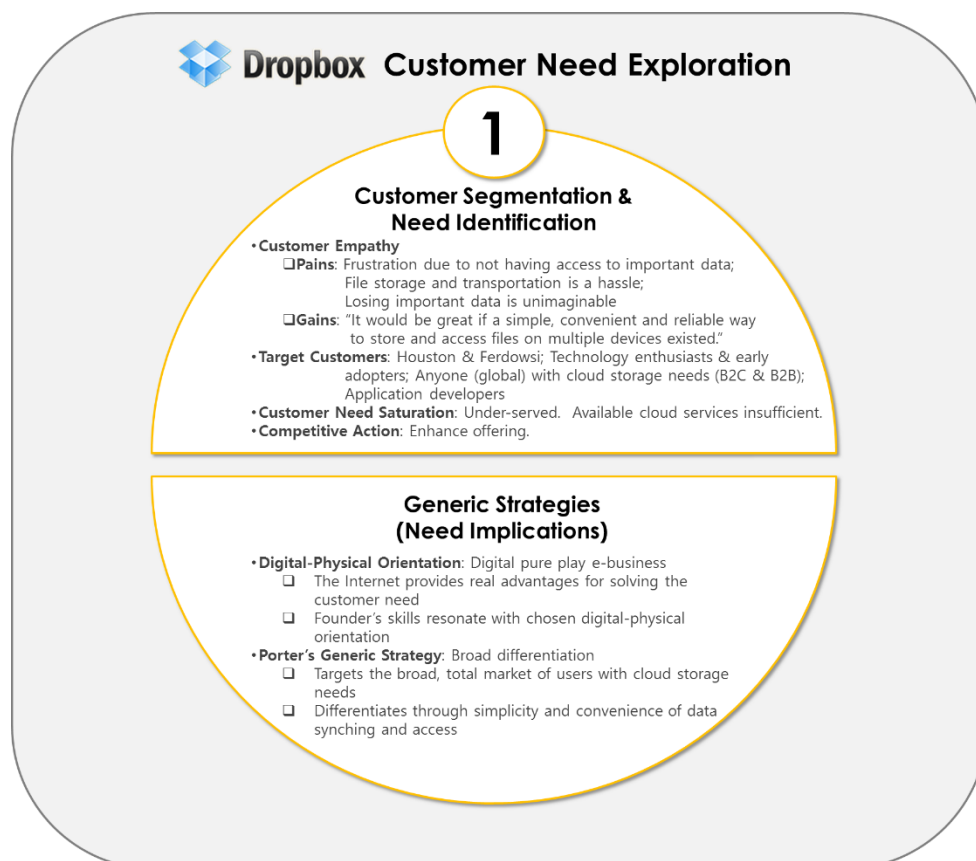 Dropbox Customer Need Exploration
1
Customer Segmentation &
Need Identification
•Customer Empathy
❑Pains: Frustration due to not having access to important data;
File storage and transportation is a hassle;
Losing important data is unimaginable
❑Gains: “It would be great if a simple, convenient and reliable way
to store and access files on multiple devices existed.”
•Target Customers: Houston & Ferdowsi; Technology enthusiasts & early
adopters; Anyone (global) with cloud storage needs (B2C & B2B);
Application developers
•Customer Need Saturation: Under-served. Available cloud services insufficient.
•Competitive Action: Enhance offering.
Generic Strategies
(Need Implications)
•Digital-Physical Orientation: Digital pure play e-business
❑ The Internet provides real advantages for solving the
customer need
❑ Founder’s skills resonate with chosen digital-physical
orientation
•Porter’s Generic Strategy: Broad differentiation
❑ Targets the broad, total market of users with cloud storage
needs
❑ Differentiates through simplicity and convenience of data
synching and access